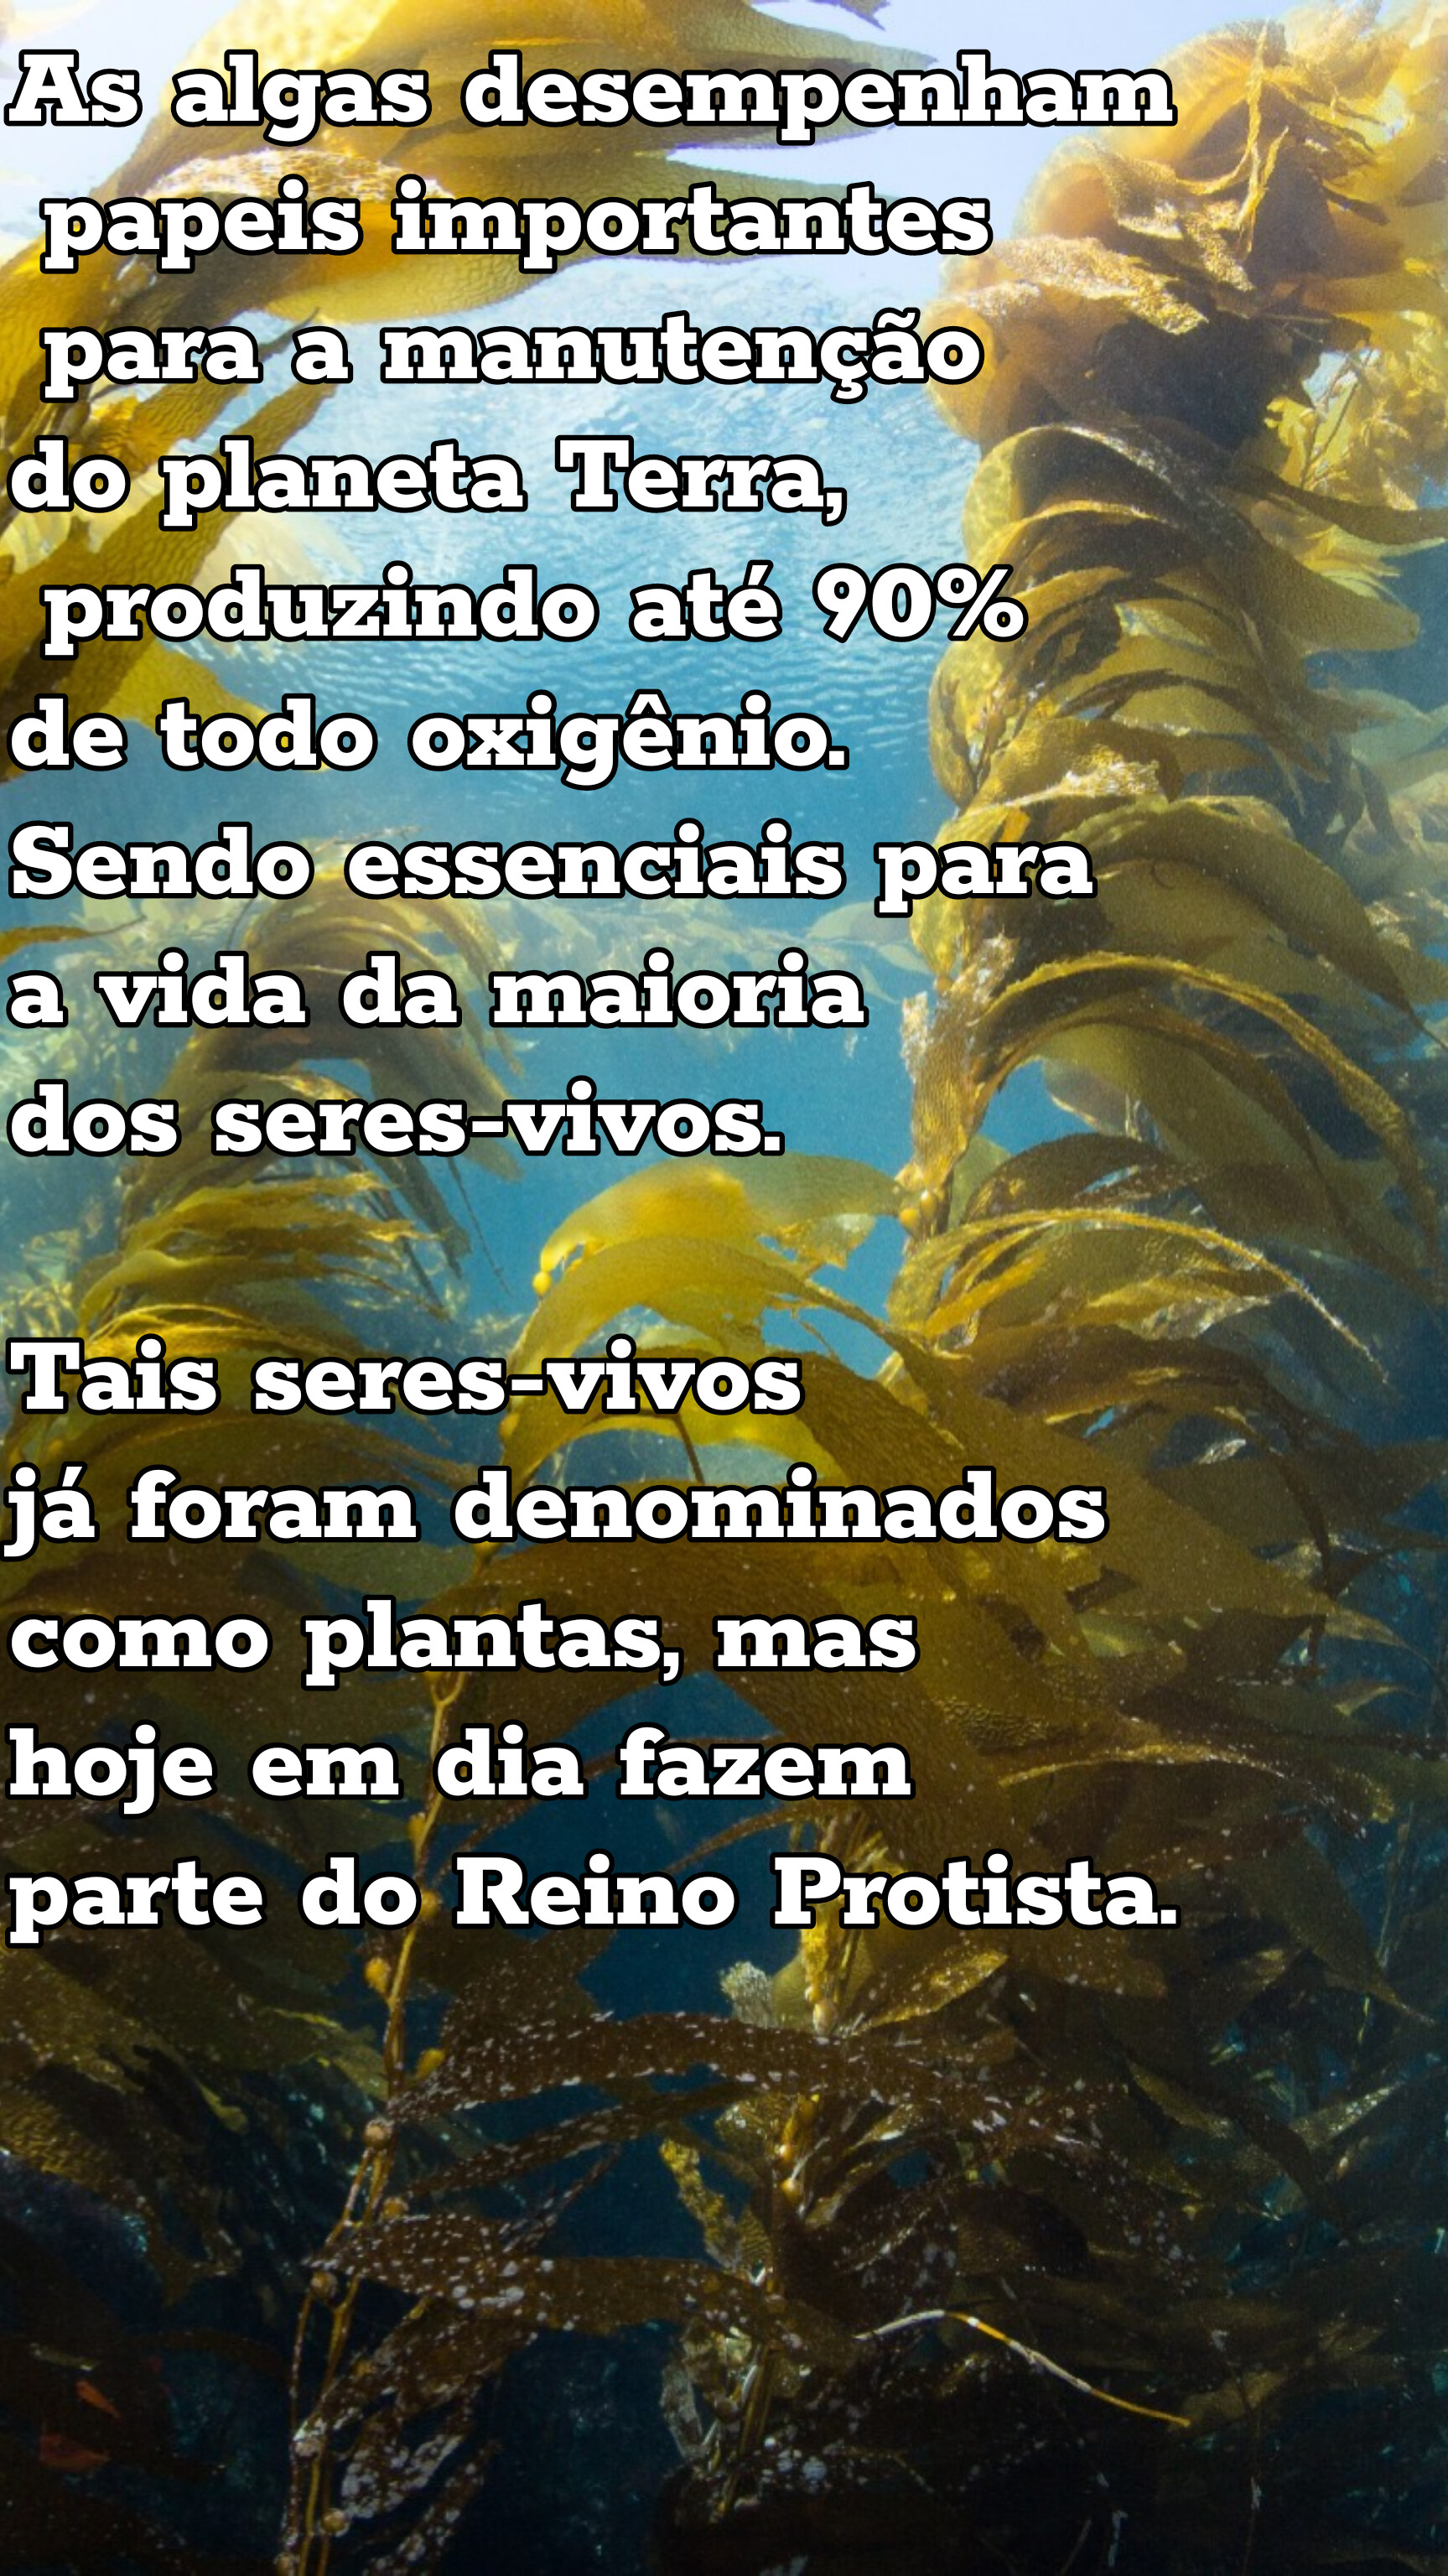 As algas desempenham
papeis importantes
para a manutenção
do planeta Terra,
produzindo até 90%
de todo oxigênio.
Sendo essenciais para
a vida da maioria
dos seres-vivos.
Tais seres-vivos
já foram denominados
como plantas, mas
hoje em dia fazem
parte do Reino Protista.